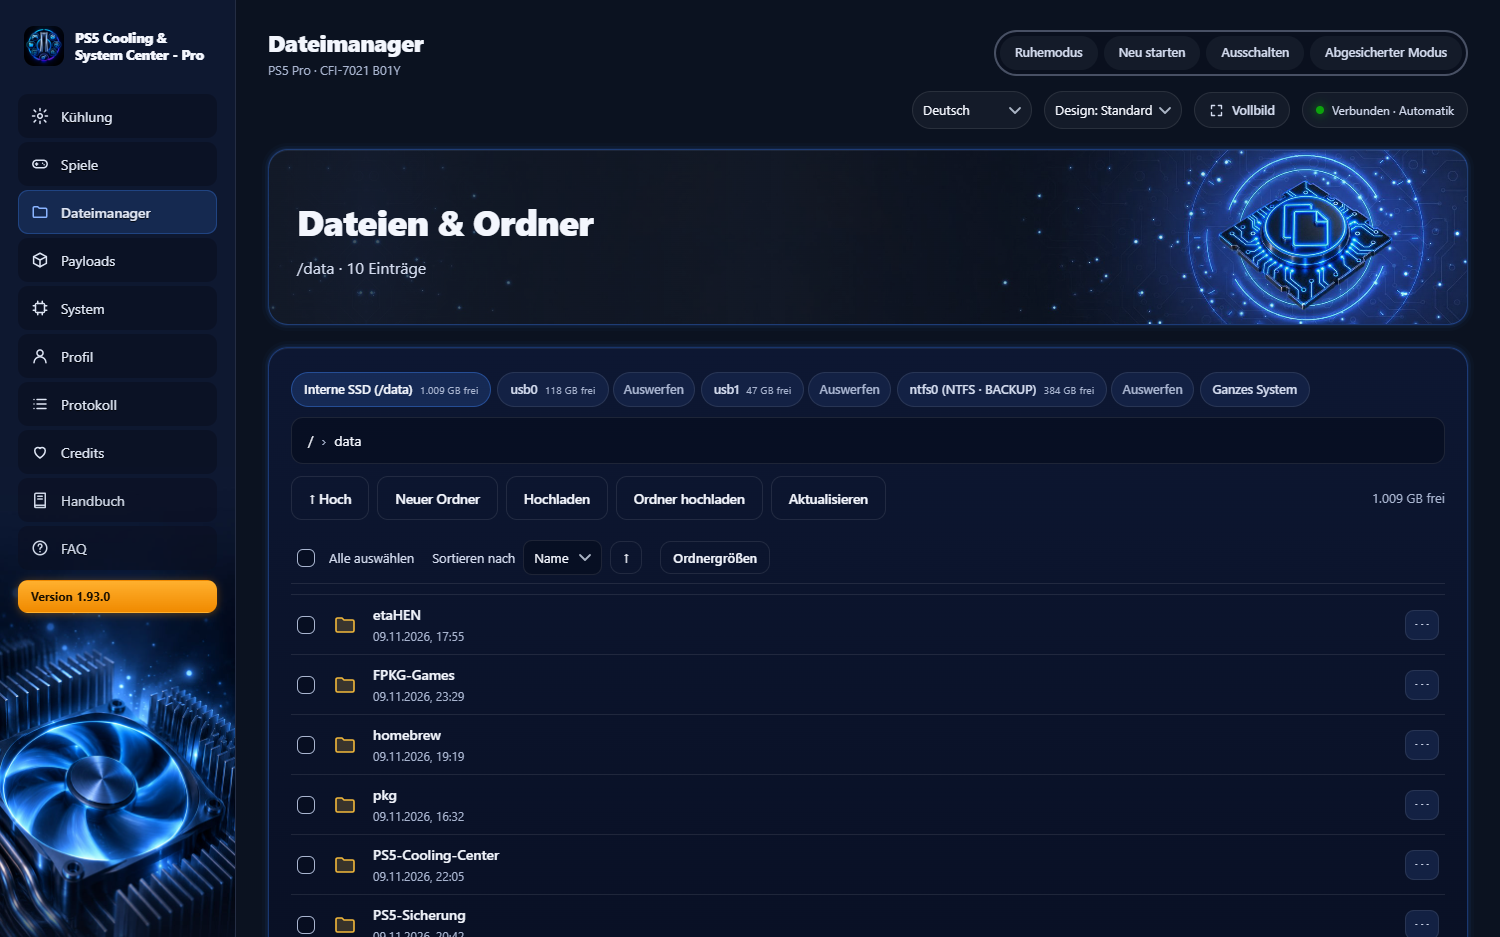 PS5 Cooling &
System Center - Pro
Kühlung
Spiele
Dateimanager
Payloads
System
Profil
Protokoll
Credits
Handbuch
FAQ
Version 1.93.0
Dateimanager
PS5 Pro · CFI-7021 B01Y
Ruhemodus
Neu starten
Ausschalten
Abgesicherter Modus
Deutsch
Design: Standard
Vollbild
Verbunden · Automatik
Dateien & Ordner
/data · 10 Einträge
Interne SSD (/data) 1.009 GB frei
usb0 118 GB frei
Auswerfen
usb1 47 GB frei
Auswerfen
ntfs0 (NTFS · BACKUP) 384 GB frei
Auswerfen
Ganzes System
/ › data
↑ Hoch
Neuer Ordner
Hochladen
Ordner hochladen
Aktualisieren
1.009 GB frei
Alle auswählen
Sortieren nach
Name
↑
Ordnergrößen
etaHEN
09.11.2026, 17:55
FPKG-Games
09.11.2026, 23:29
homebrew
09.11.2026, 19:19
pkg
09.11.2026, 16:32
PS5-Cooling-Center
09.11.2026, 22:05
PS5-Sicherung
09.11.2026, 20:42